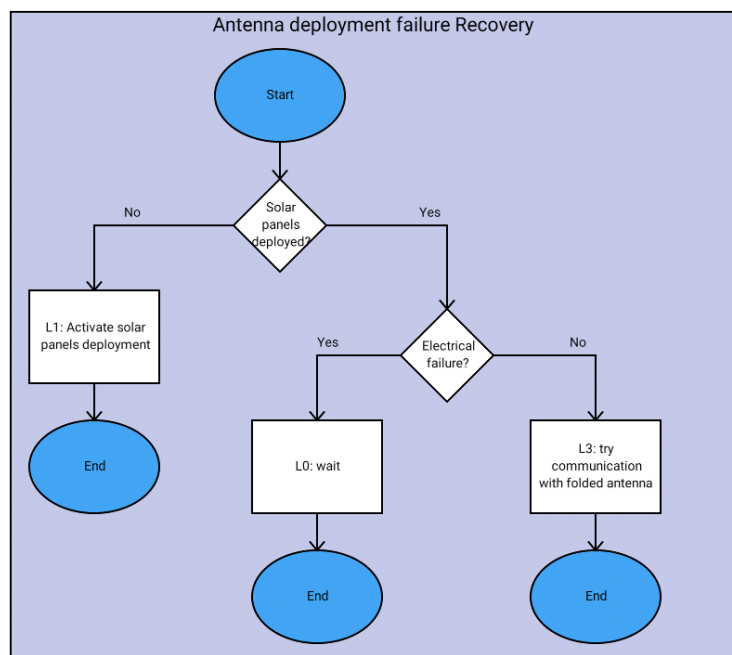 Antenna deployment failure Recovery
Start
Solar
panels
deployed?
No
Yes
L1: Activate solar
panels deployment
Electrical
failure?
Yes
No
End
L0: wait
L3: try
communication
with folded antenna
End
End